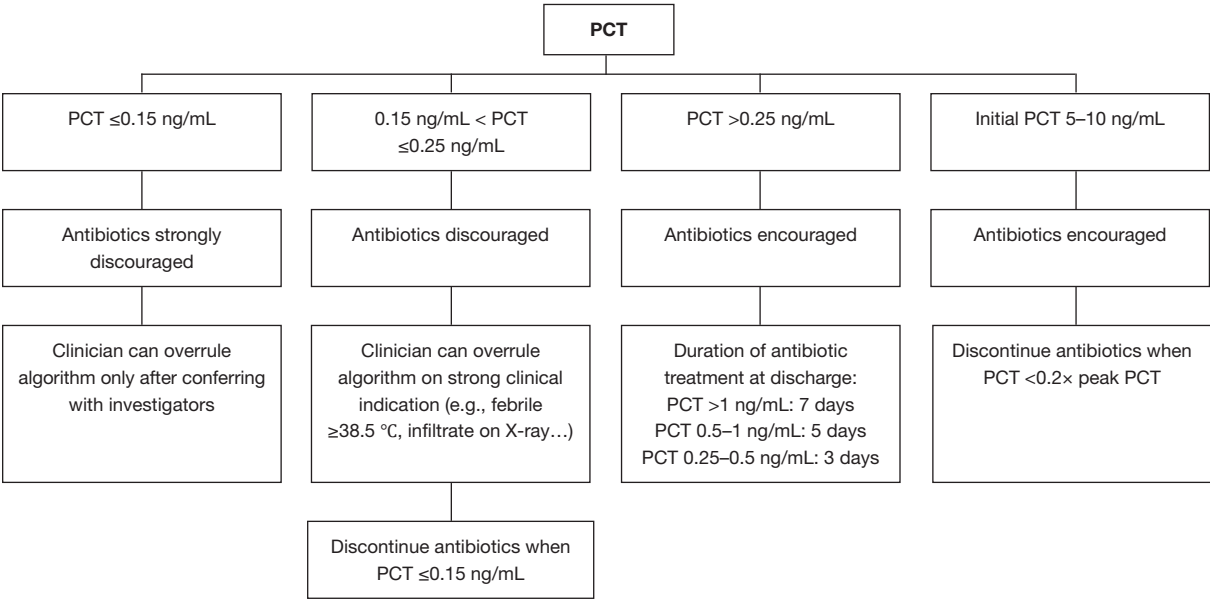 PCT
PCT ≤0.15 ng/mL
0.15 ng/mL < PCT
≤0.25 ng/mL
PCT >0.25 ng/mL
Initial PCT 5–10 ng/mL
Antibiotics strongly
discouraged
Antibiotics discouraged
Antibiotics encouraged
Antibiotics encouraged
Clinician can overrule
algorithm only after conferring
with investigators
Clinician can overrule
algorithm on strong clinical
indication (e.g., febrile
≥38.5 ℃, infiltrate on X-ray…)
Duration of antibiotic
treatment at discharge:
PCT >1 ng/mL: 7 days
PCT 0.5–1 ng/mL: 5 days
PCT 0.25–0.5 ng/mL: 3 days
Discontinue antibiotics when
PCT <0.2× peak PCT
Discontinue antibiotics when
PCT ≤0.15 ng/mL